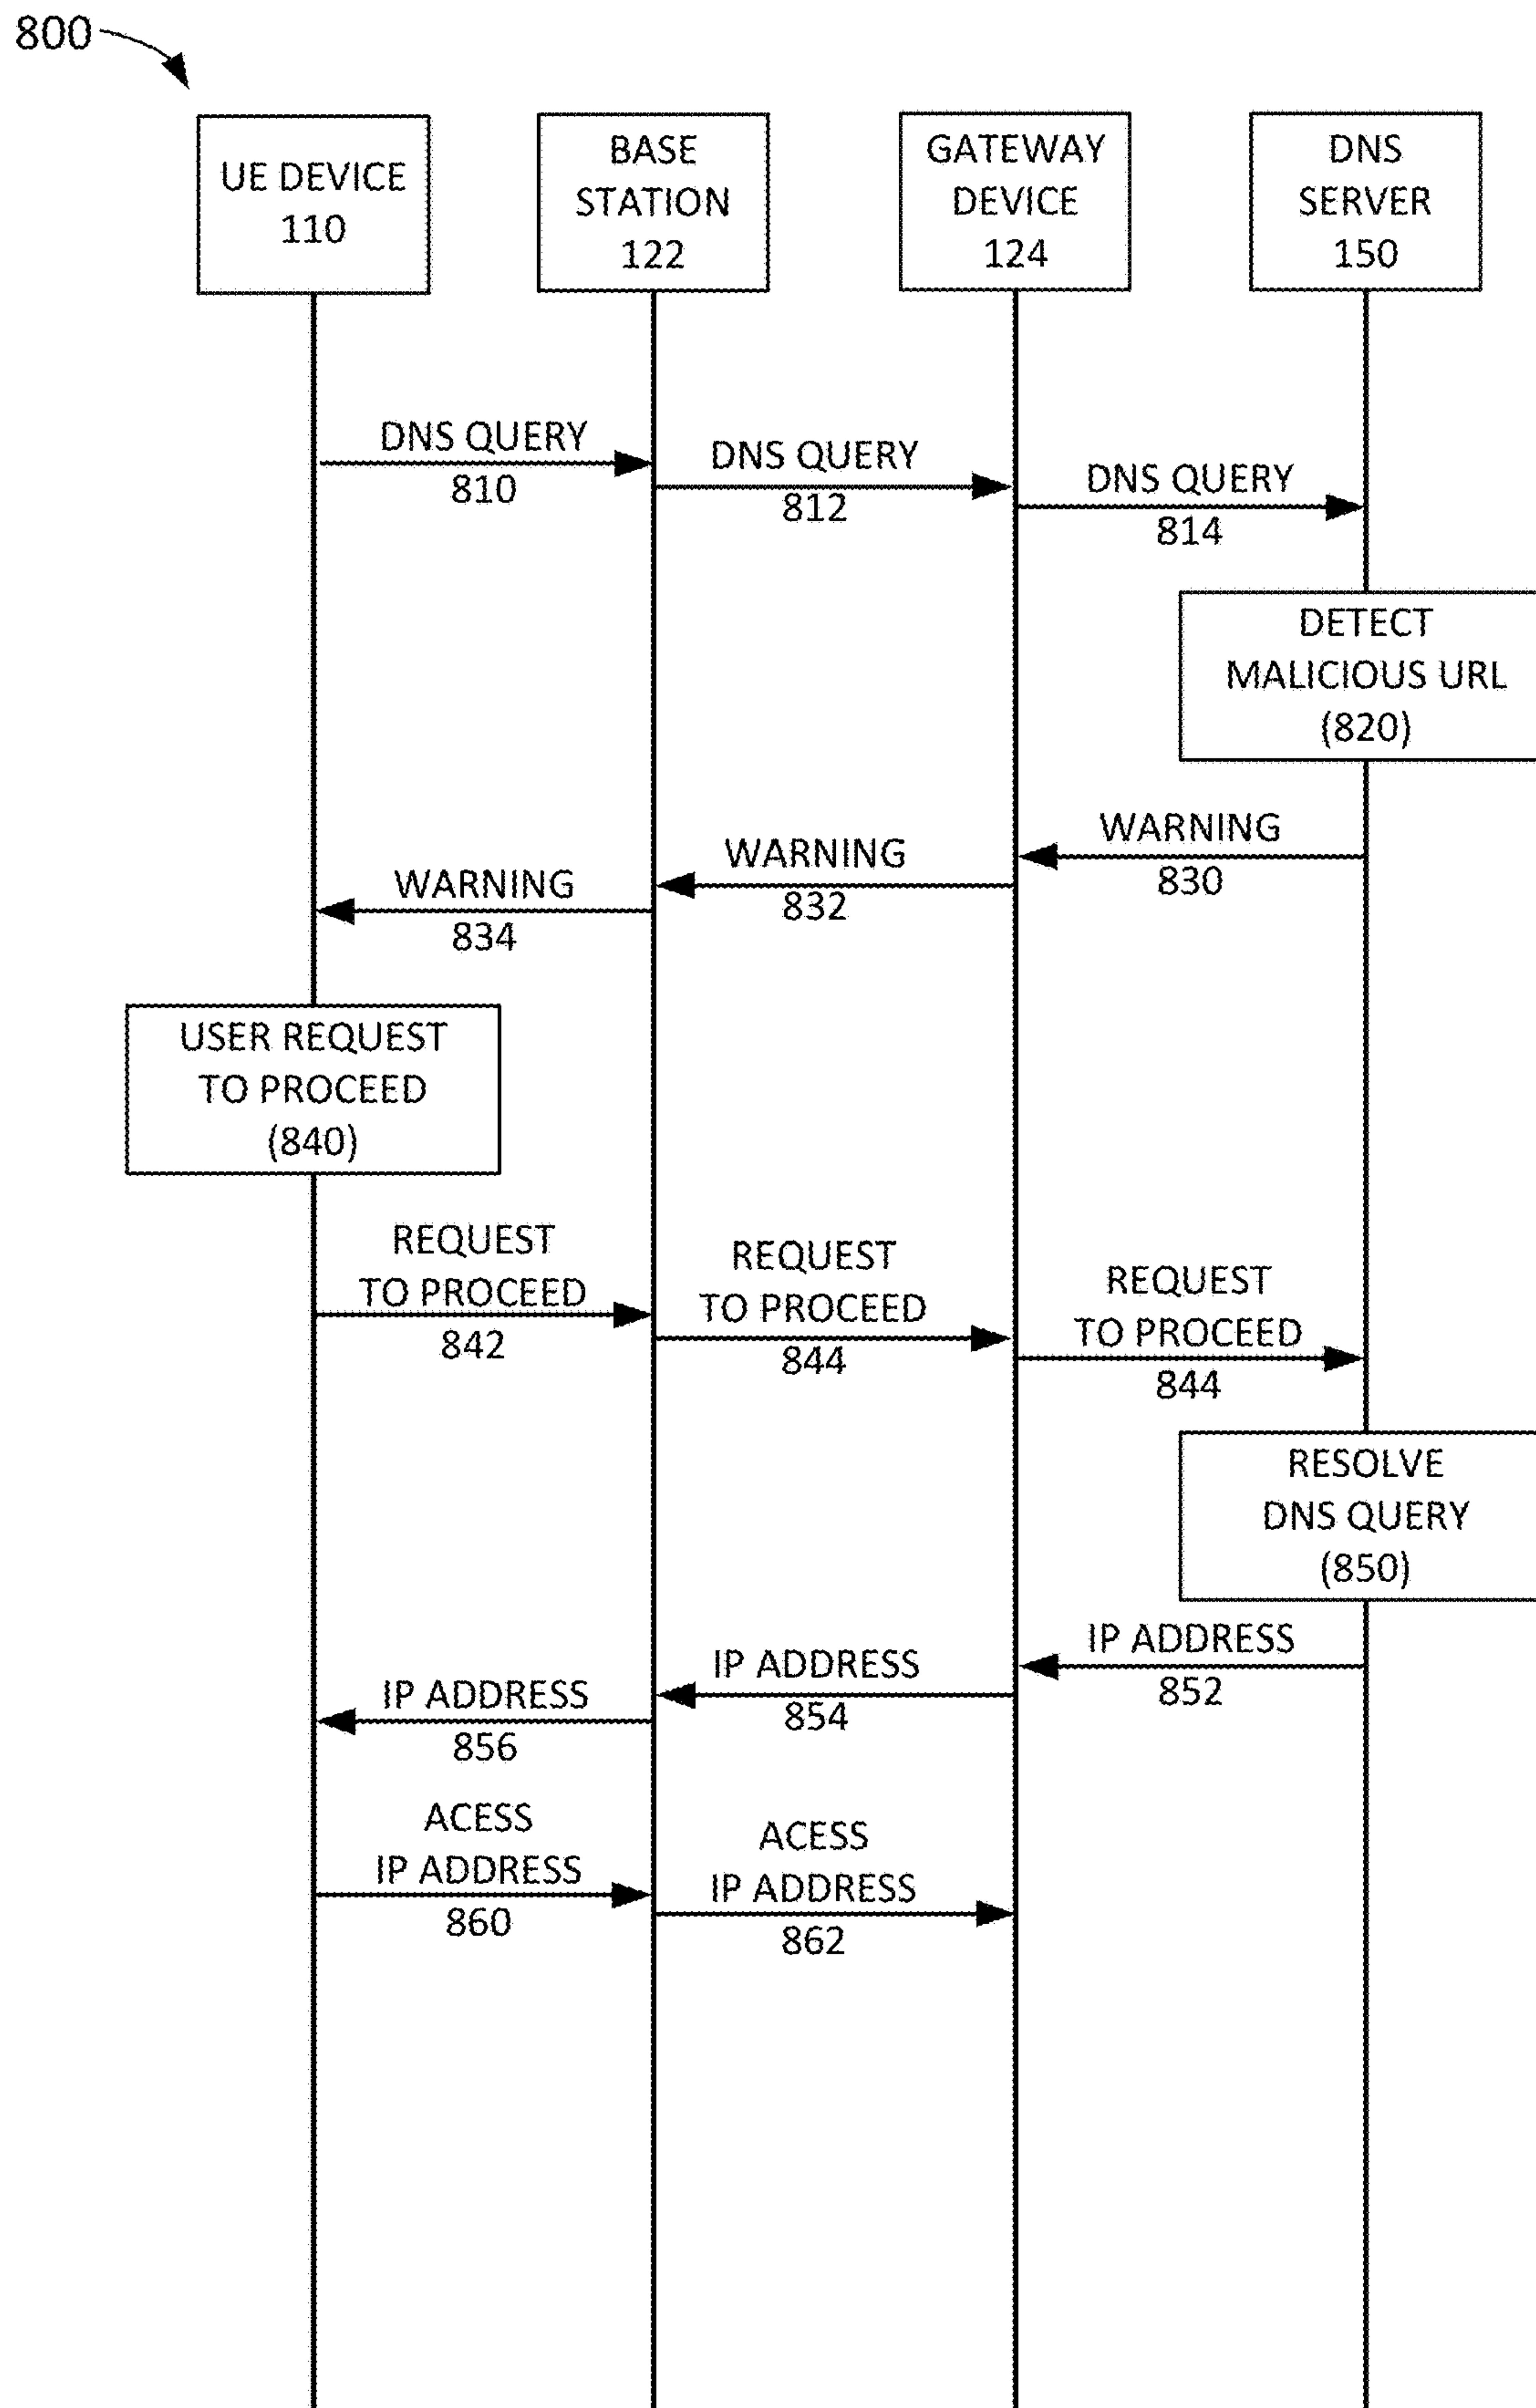 800
UE DEVICE
110
BASE
STATION
122
GATEWAY
DEVICE
124
DNS
SERVER
150
DNS QUERY
810
DNS QUERY
812
DNS QUERY
814
DETECT
MALICIOUS URL
(820)
WARNING
830
WARNING
832
WARNING
834
USER REQUEST
TO PROCEED
(840)
REQUEST
TO PROCEED
842
REQUEST
TO PROCEED
844
REQUEST
TO PROCEED
844
RESOLVE
DNS QUERY
(850)
IP ADDRESS
852
IP ADDRESS
854
IP ADDRESS
856
ACESS
IP ADDRESS
860
ACESS
IP ADDRESS
862